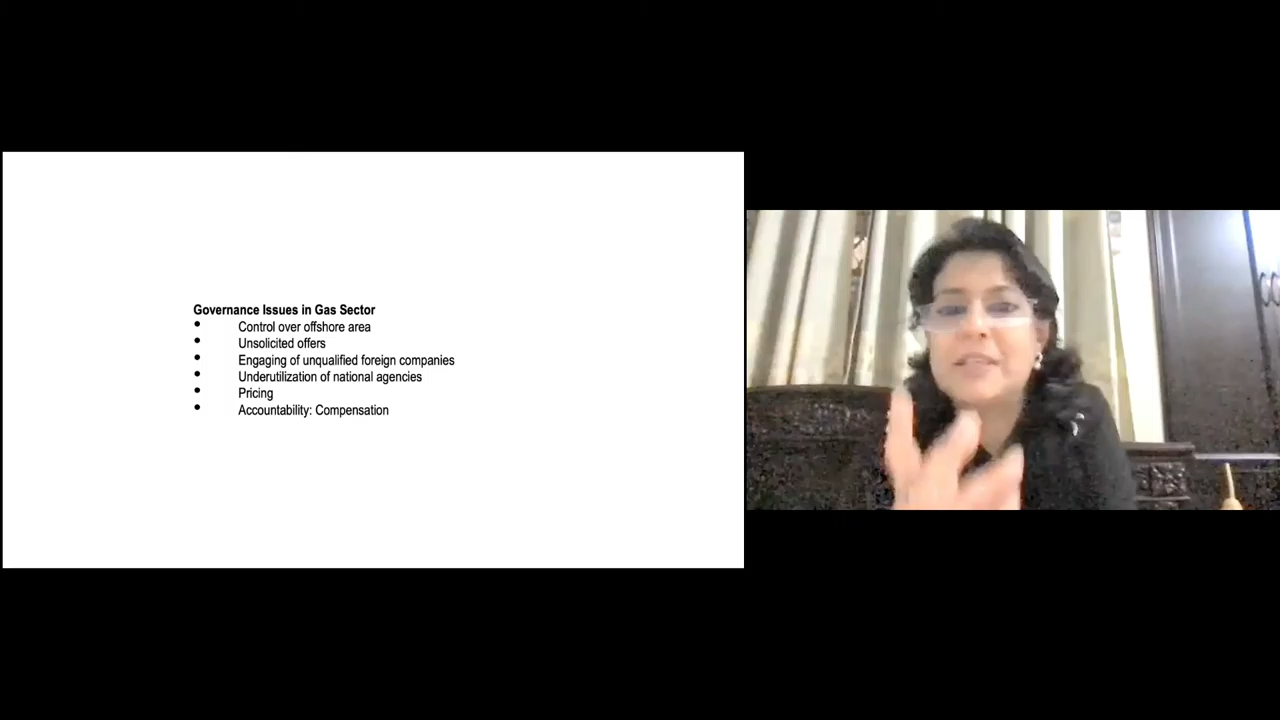 Governance Issues in Gas Sector
• Control over offshore area
• Unsolicited offers
• Engaging of unqualified foreign companies
• Underutilization of national agencies
• Pricing
• Accountability: Compensation